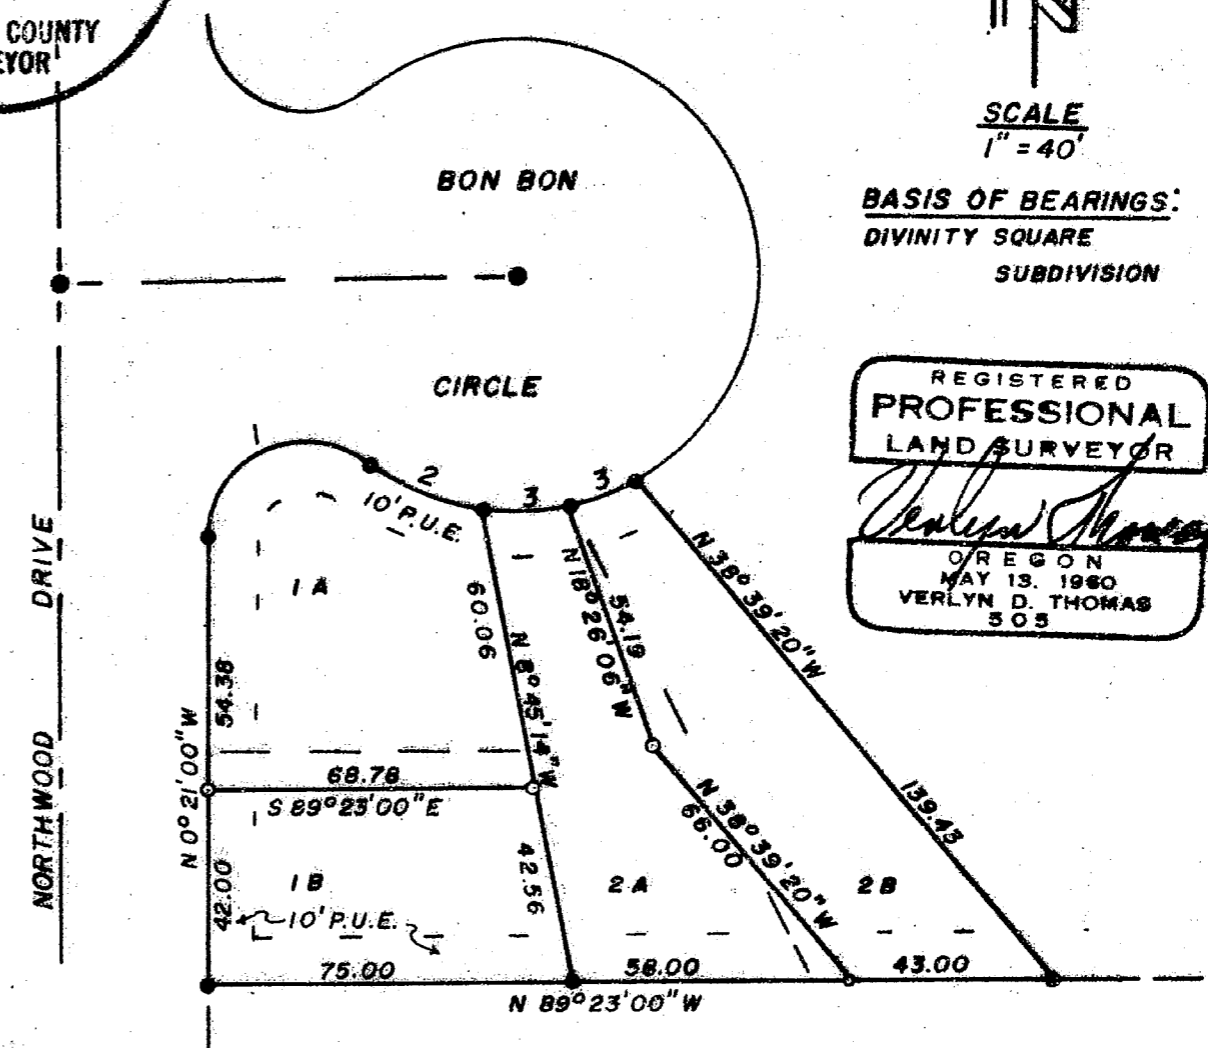 COUNTY
EYOR
N
SCALE
1" = 40'
BASIS OF BEARINGS:
DIVINITY SQUARE
SUBDIVISION
BON BON
CIRCLE
REGISTERED
PROFESSIONAL
LAND SURVEYOR
OREGON
MAY 13, 1960
VERLYN D. THOMAS
505
1
2
3
3
10' P.U.E.
1 A
NORTHWOOD DRIVE
N 0° 21' 00" W
54.38
42.00
60.06
N 8° 45' 14" W
42.56
N 18° 26' 06" W
54.19
N 38° 39' 20" W
139.43
N 38° 39' 20" W
66.00
68.78
S 89° 23' 00" E
1 B
2 A
2 B
10' P.U.E.
75.00
58.00
43.00
N 89° 23' 00" W